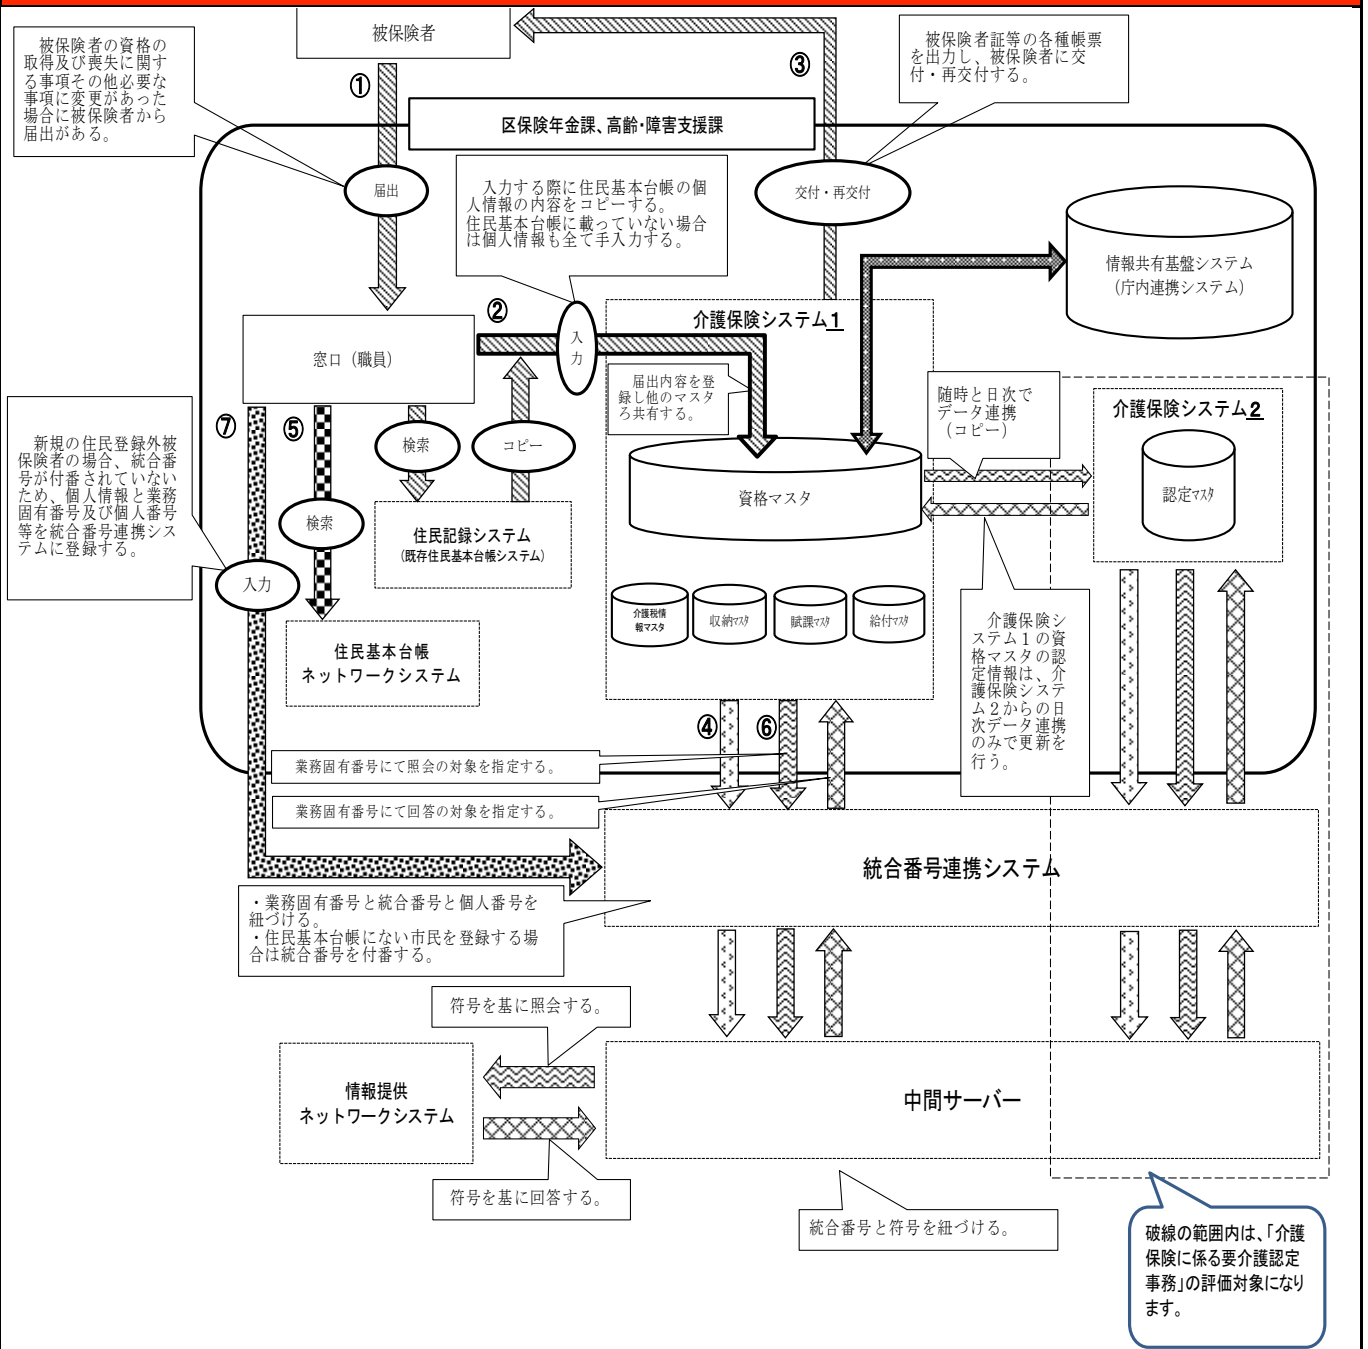 被保険者
被保険者の資格の
取得及び喪失に関す
る事項その他必要な
事項に変更があった
場合に被保険者から
届出がある。
①
③
被保険者証等の各種帳票
を出力し、被保険者に交
付・再交付する。
区保険年金課、高齢・障害支援課
届出
入力する際に住民基本台帳の個
人情報の内容をコピーする。
住民基本台帳に載っていない場合
は個人情報も全て手入力する。
交付・再交付
情報共有基盤システム
(庁内連携システム)
②
入
力
介護保険システム1
窓口（職員）
届出内容を登
録し他のマスタ
ろ共有する。
随時と日次で
データ連携
（コピー）
介護保険システム2
認定マスタ
⑦
⑤
検索
コピー
新規の住民登録外被
保険者の場合、統合番
号が付番されていない
ため、個人情報と業務
固有番号及び個人番号
等を統合番号連携シス
テムに登録する。
資格マスタ
検索
住民記録システム
(既存住民基本台帳システム)
入力
介護税情
報マスタ
収納マスタ
賦課マスタ
給付マスタ
住民基本台帳
ネットワークシステム
介護保険シ
ステム１の資
格マスタの認
定情報は、介
護保険システ
ム２からの日
次データ連携
のみで更新を
行う。
④
⑥
業務固有番号にて照会の対象を指定する。
業務固有番号にて回答の対象を指定する。
統合番号連携システム
・業務固有番号と統合番号と個人番号を
紐づける。
・住民基本台帳にない市民を登録する場
合は統合番号を付番する。
符号を基に照会する。
情報提供
ネットワークシステム
中間サーバー
符号を基に回答する。
統合番号と符号を紐づける。
破線の範囲内は、「介護
保険に係る要介護認定
事務」の評価対象になり
ます。